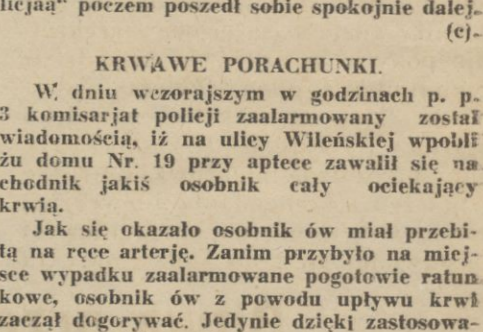 licjaą" poczem poszedł sobie spokojnie dalej.
(c).
KRWAWE PORACHUNKI.
W. dniu wczorajszym w godzinach p. p.
3 komisarjat policji zaalarmowany został
wiadomością, iż na ulicy Wileńskiej wpobli
żu domu Nr. 19 przy aptece zawalił się na
chodnik jakiś osobnik cały ociekający
krwią.
Jak się okazało osobnik ów miał przebi-
tą na ręce arterję. Zanim przybyło na miej-
sce wypadku zaalarmowane pogotowie ratun
kowe, osobnik ów z powodu upływu krwi
zaczął dogorywać. Jedynie dzięki zastosowa-